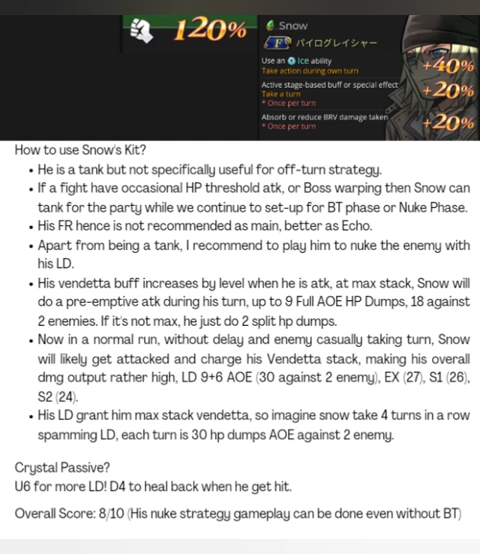 120%
Snow
F パイログレイシャー
Use an Ice ability
Take action during own turn
+40%
Active stage-based buff or special effect
Take a turn
* Once per turn
+20%
Absorb or reduce BRV damage taken
* Once per turn
+20%
How to use Snow's Kit?
• He is a tank but not specifically useful for off-turn strategy.
• If a fight have occasional HP threshold atk, or Boss warping then Snow can
tank for the party while we continue to set-up for BT phase or Nuke Phase.
• His FR hence is not recommended as main, better as Echo.
• Apart from being a tank, I recommend to play him to nuke the enemy with
his LD.
• His vendetta buff increases by level when he is atk, at max stack, Snow will
do a pre-emptive atk during his turn, up to 9 Full AOE HP Dumps, 18 against
2 enemies. If it's not max, he just do 2 split hp dumps.
• Now in a normal run, without delay and enemy casually taking turn, Snow
will likely get attacked and charge his Vendetta stack, making his overall
dmg output rather high, LD 9+6 AOE (30 against 2 enemy), EX (27), S1 (26),
S2 (24).
• His LD grant him max stack vendetta, so imagine snow take 4 turns in a row
spamming LD, each turn is 30 hp dumps AOE against 2 enemy.
Crystal Passive?
U6 for more LD! D4 to heal back when he get hit.
Overall Score: 8/10 (His nuke strategy gameplay can be done even without BT)